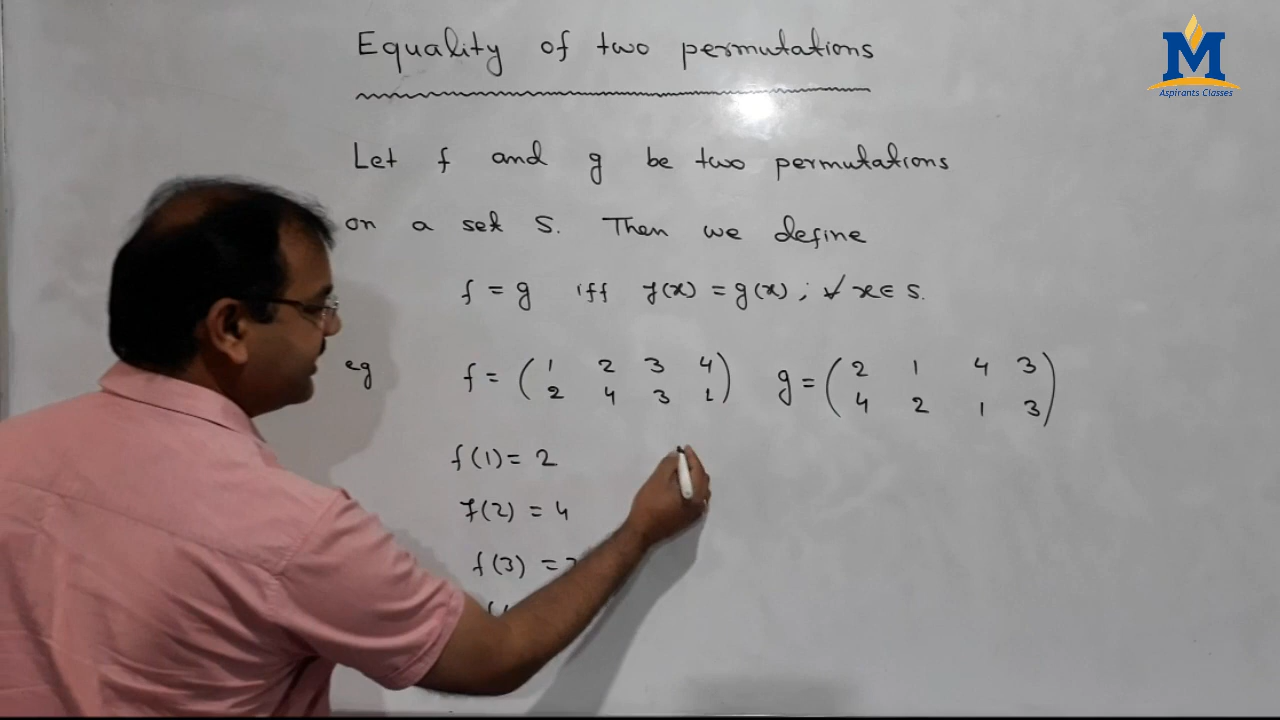 Equality of two permutations
M
Aspirants Classes
Let f and g be two permutations
on a set S. Then we define
f = g iff f(x) = g(x) ; ∀ x ∈ S.
eg f = ( 1 2 3 4 ) g = ( 2 1 4 3 )
( 2 4 3 1 ) ( 4 2 1 3 )
f(1) = 2
f(2) = 4
f(3) =